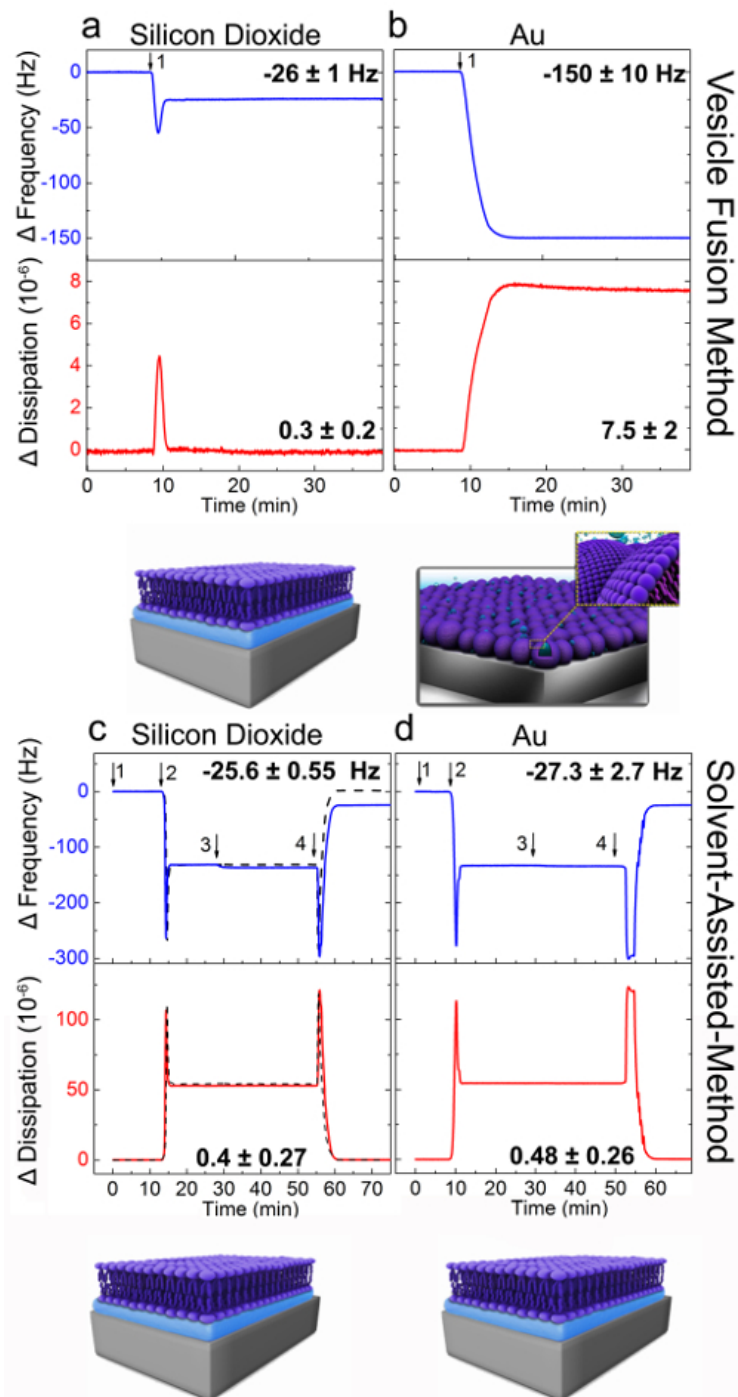 a Silicon Dioxide
b Au
Vesicle Fusion Method
Δ Frequency (Hz)
0
-50
-100
-150
1
-26 ± 1 Hz
1
-150 ± 10 Hz
Δ Dissipation (10⁻⁶)
8
6
4
2
0
0.3 ± 0.2
7.5 ± 2
0 10 20 30
Time (min)
0 10 20 30
Time (min)
c Silicon Dioxide
d Au
Solvent-Assisted-Method
Δ Frequency (Hz)
0
-100
-200
-300
1 2 -25.6 ± 0.55 Hz
3 4
1 2 -27.3 ± 2.7 Hz
3 4
Δ Dissipation (10⁻⁶)
100
50
0
0.4 ± 0.27
0.48 ± 0.26
0 10 20 30 40 50 60 70
Time (min)
0 10 20 30 40 50 60
Time (min)